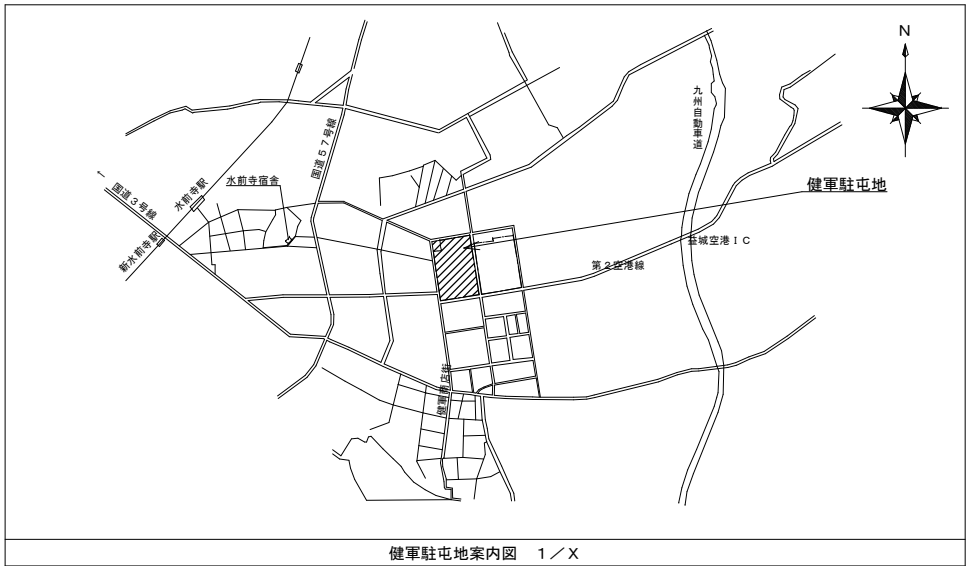 N
九州自動車道
国道57号線
水前寺宿舎
水前寺駅
国道3号線
新水前寺駅
健軍駐屯地
益城空港IC
第2空港線
健軍商店街
健軍駐屯地案内図 1/X